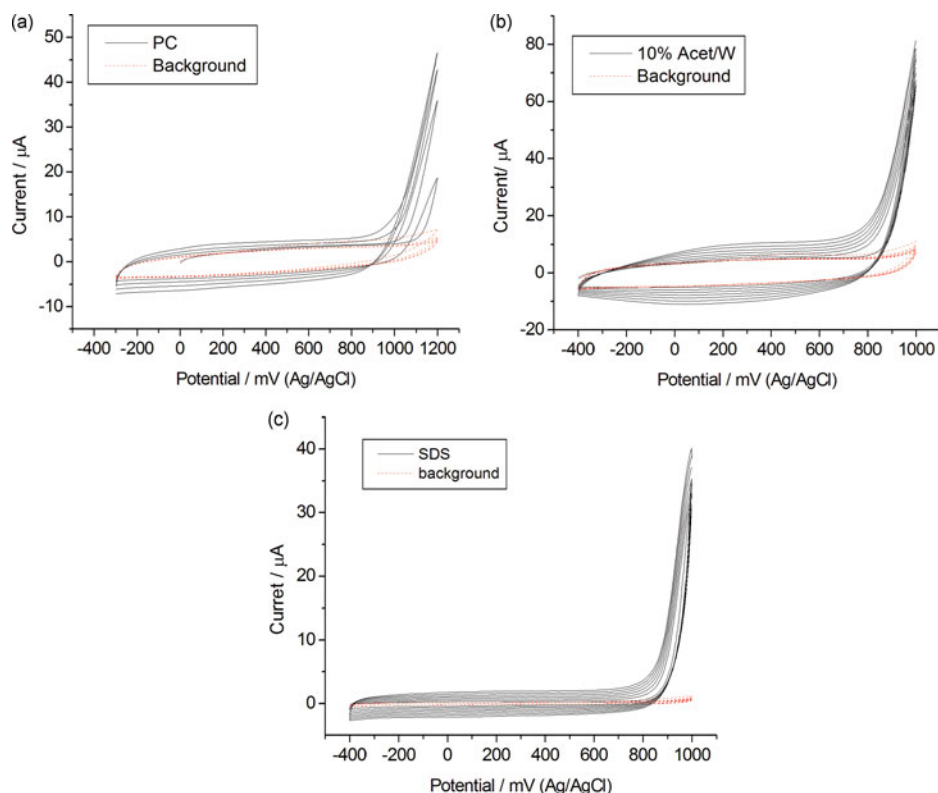 (a)
PC
Background
50
40
30
20
10
0
-10
Current / μA
-400 -200 0 200 400 600 800 1000 1200
Potential / mV (Ag/AgCl)
(b)
10% Acet/W
Background
80
60
40
20
0
-20
Current/ μA
-400 -200 0 200 400 600 800 1000
Potential / mV (Ag/AgCl)
(c)
SDS
background
40
30
20
10
0
Curret / μA
-400 -200 0 200 400 600 800 1000
Potential / mV (Ag/AgCl)